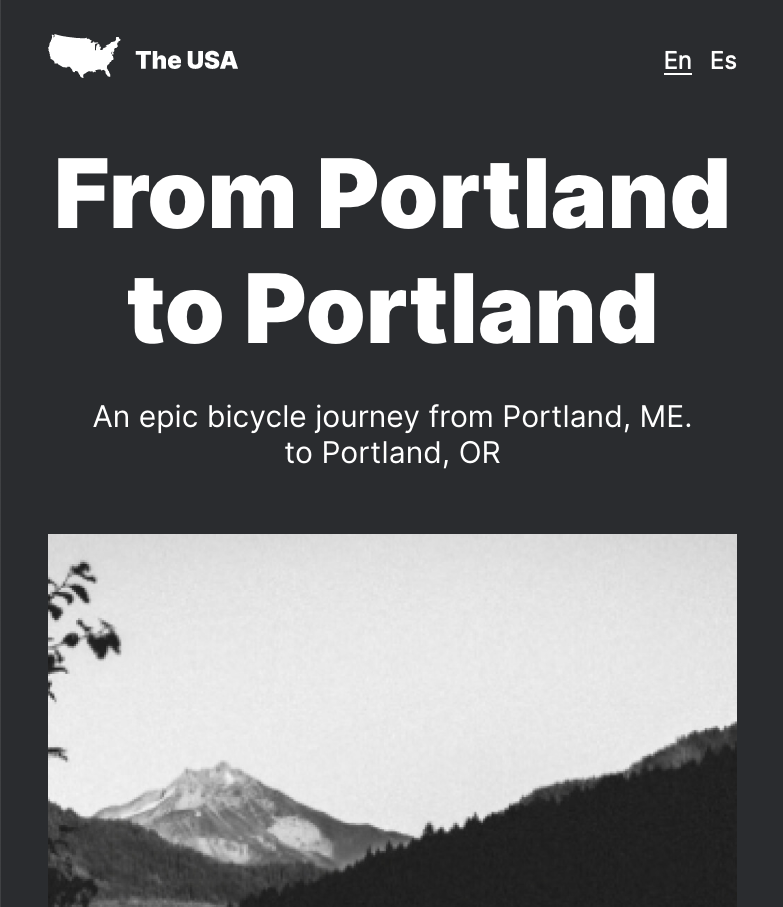 The USA
En Es
From Portland
to Portland
An epic bicycle journey from Portland, ME.
to Portland, OR